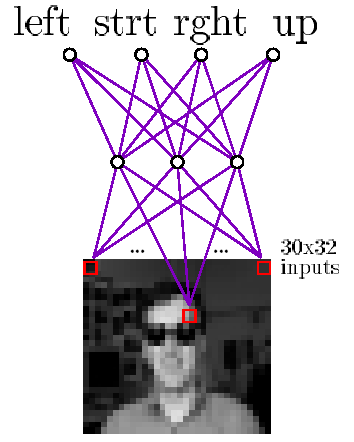 left strt rght up
... ...
30x32
inputs